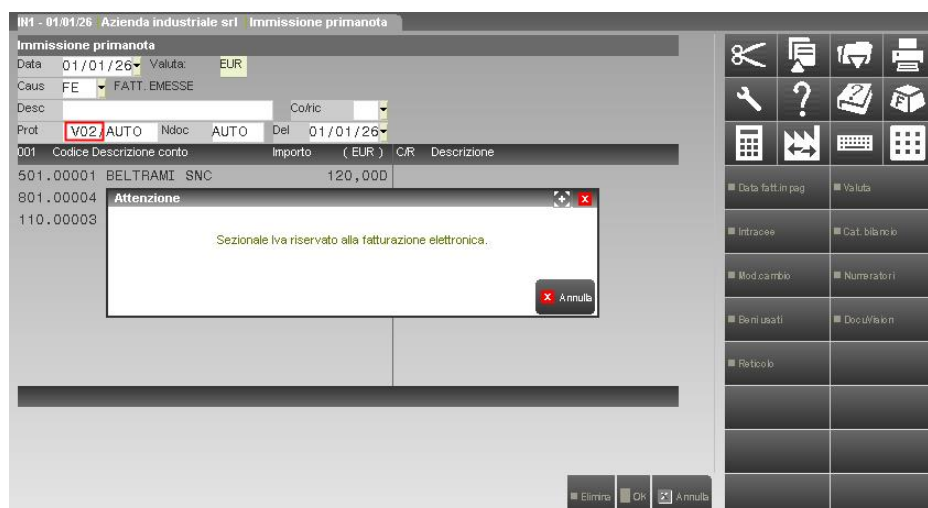 IN1 - 01/01/26 Azienda industriale srl Immissione primanota
Immissione primanota
Data 01/01/26 Valuta: EUR
Caus FE FATT. EMESSE
Desc Co/ric
Prot V02/AUTO Ndoc AUTO Del 01/01/26
001 Codice Descrizione conto Importo ( EUR ) C/R Descrizione
501.00001 BELTRAMI SNC 120,00D
801.00004
110.00003
Attenzione
Sezionale Iva riservato alla fatturazione elettronica.
Annulla
Data fatt.in pag Valuta
Intracee Cat. bilancio
Mod.cambio Numeratori
Beni usati DocuVision
Reticolo
Elimina OK Annulla